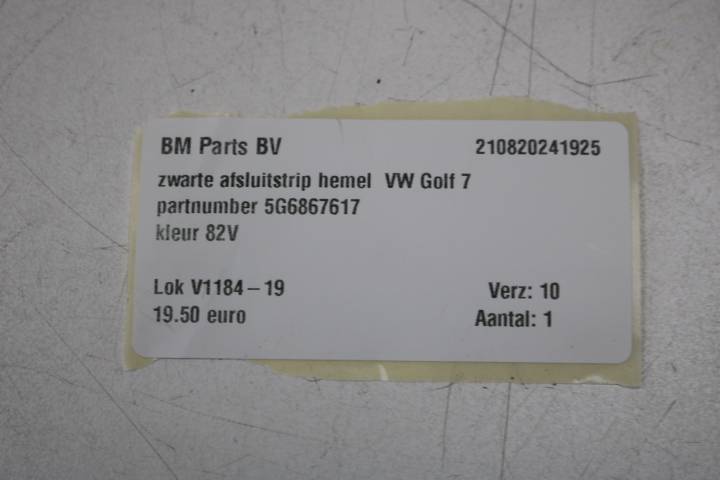 BM Parts BV 210820241925
zwarte afsluitstrip hemel VW Golf 7
partnumber 5G6867617
kleur 82V
Lok V1184-19 Verz: 10
19.50 euro Aantal: 1